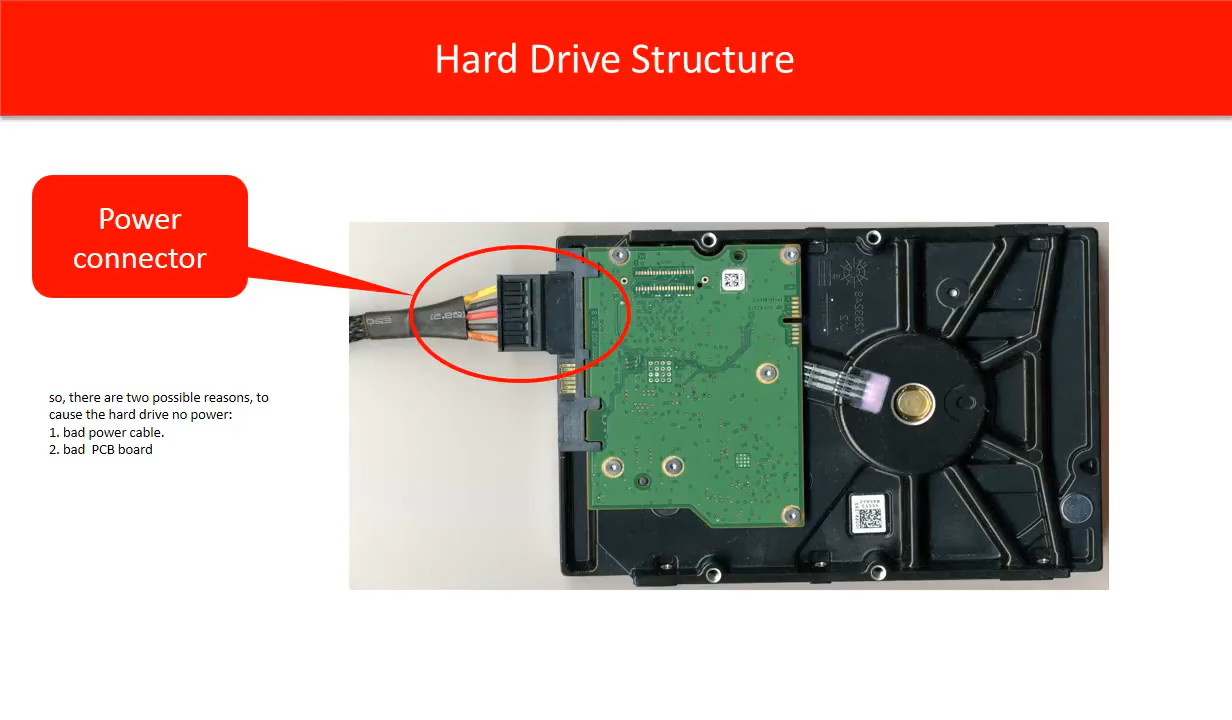 Hard Drive Structure
Power
connector
so, there are two possible reasons, to
cause the hard drive no power:
1. bad power cable.
2. bad  PCB board